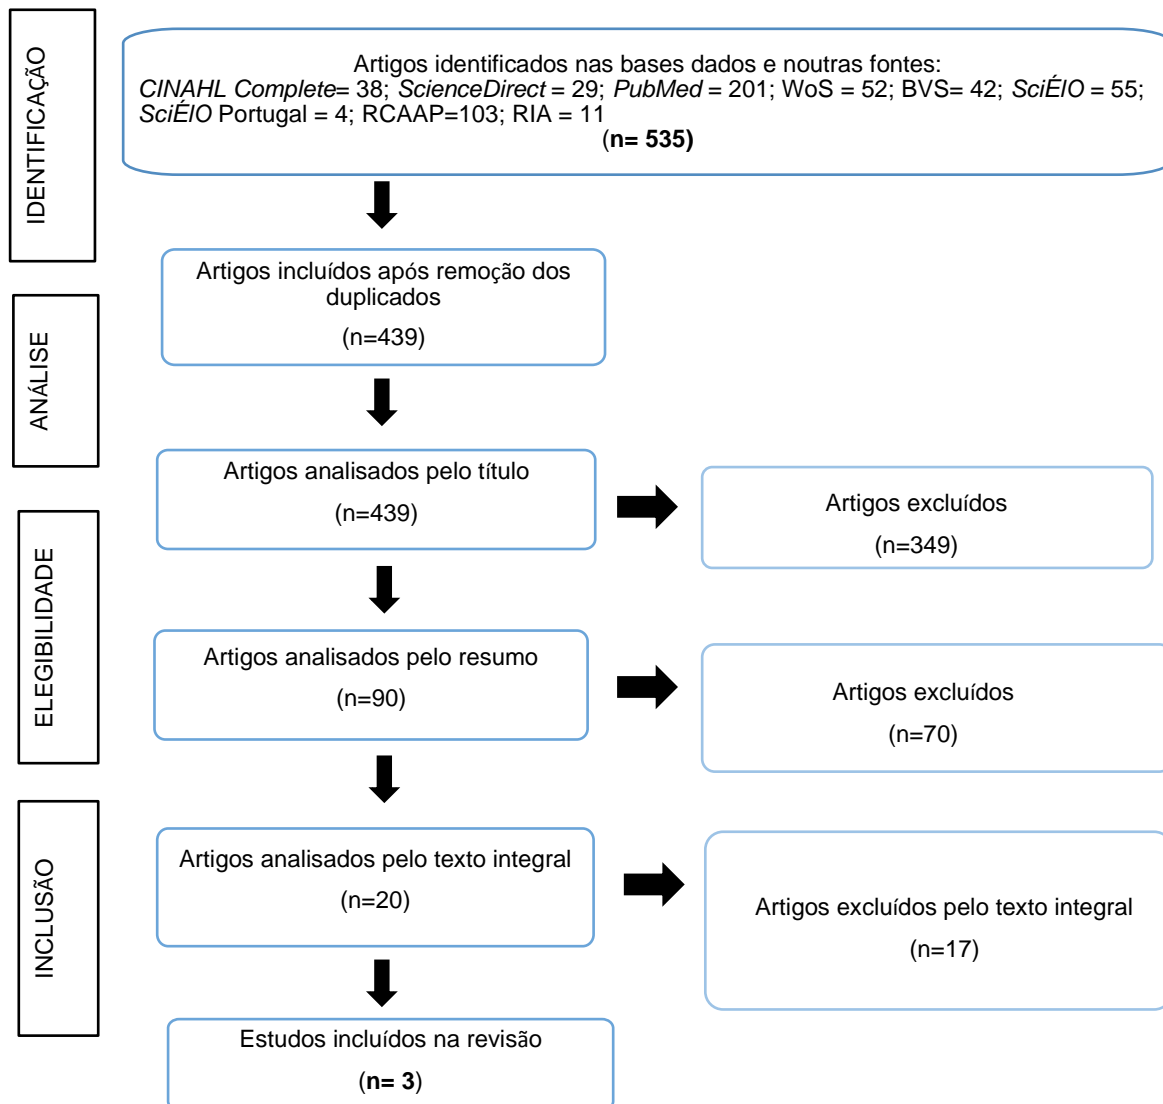 IDENTIFICAÇÃO
Artigos identificados nas bases dados e noutras fontes:
CINAHL Complete= 38; ScienceDirect = 29; PubMed = 201; WoS = 52; BVS= 42; SciÉIO = 55;
SciÉIO Portugal = 4; RCAAP=103; RIA = 11
(n= 535)
Artigos incluídos após remoção dos
duplicados
(n=439)
ANÁLISE
Artigos analisados pelo título
(n=439)
Artigos excluídos
(n=349)
ELEGIBILIDADE
Artigos analisados pelo resumo
(n=90)
Artigos excluídos
(n=70)
INCLUSÃO
Artigos analisados pelo texto integral
(n=20)
Artigos excluídos pelo texto integral
(n=17)
Estudos incluídos na revisão
(n= 3)